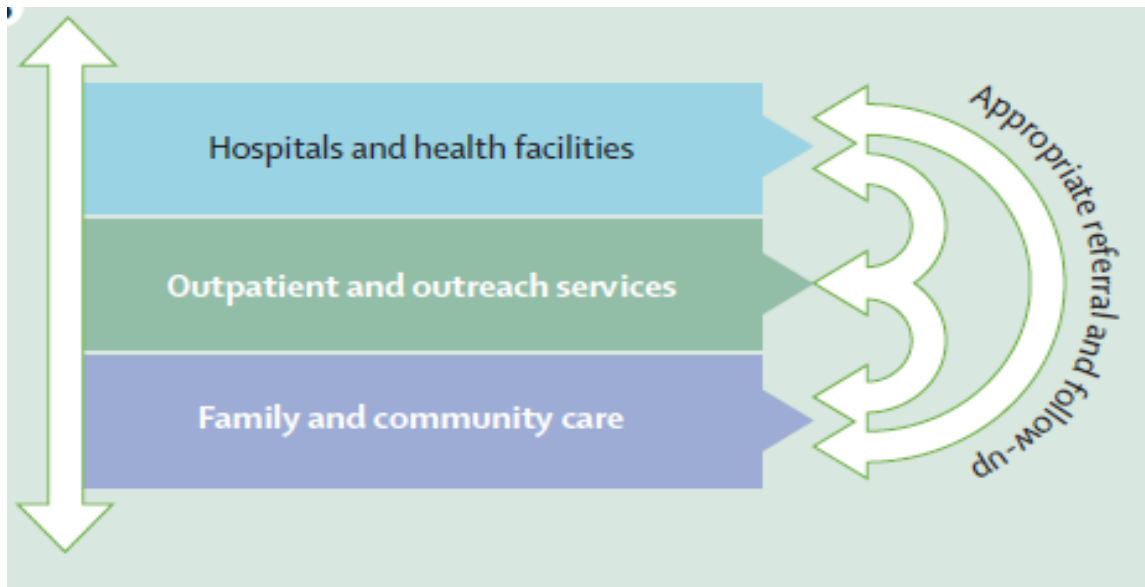 Hospitals and health facilities
Outpatient and outreach services
Family and community care
Appropriate referral and follow-up